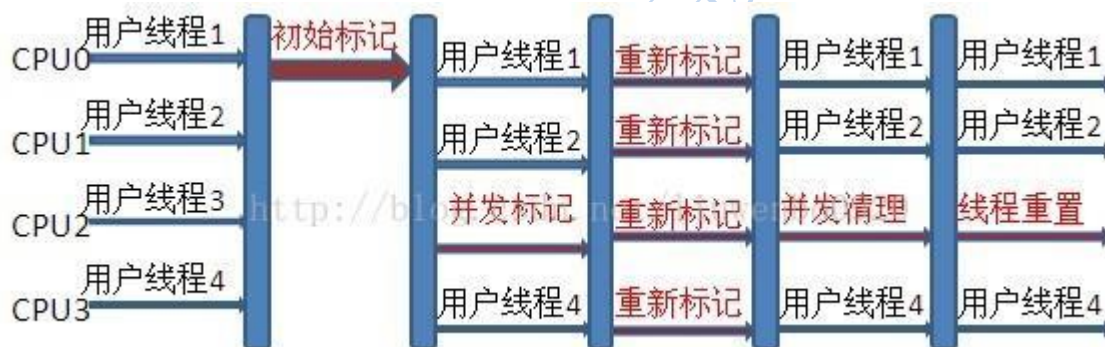 用户线程1 初始标记
CPU0 用户线程1 重新标记 用户线程1 用户线程1
用户线程2
CPU1 用户线程2 重新标记 用户线程2 用户线程2
用户线程3
CPU2 并发标记 重新标记 并发清理 线程重置
http://blog
用户线程4
CPU3 用户线程4 重新标记 用户线程4 用户线程4